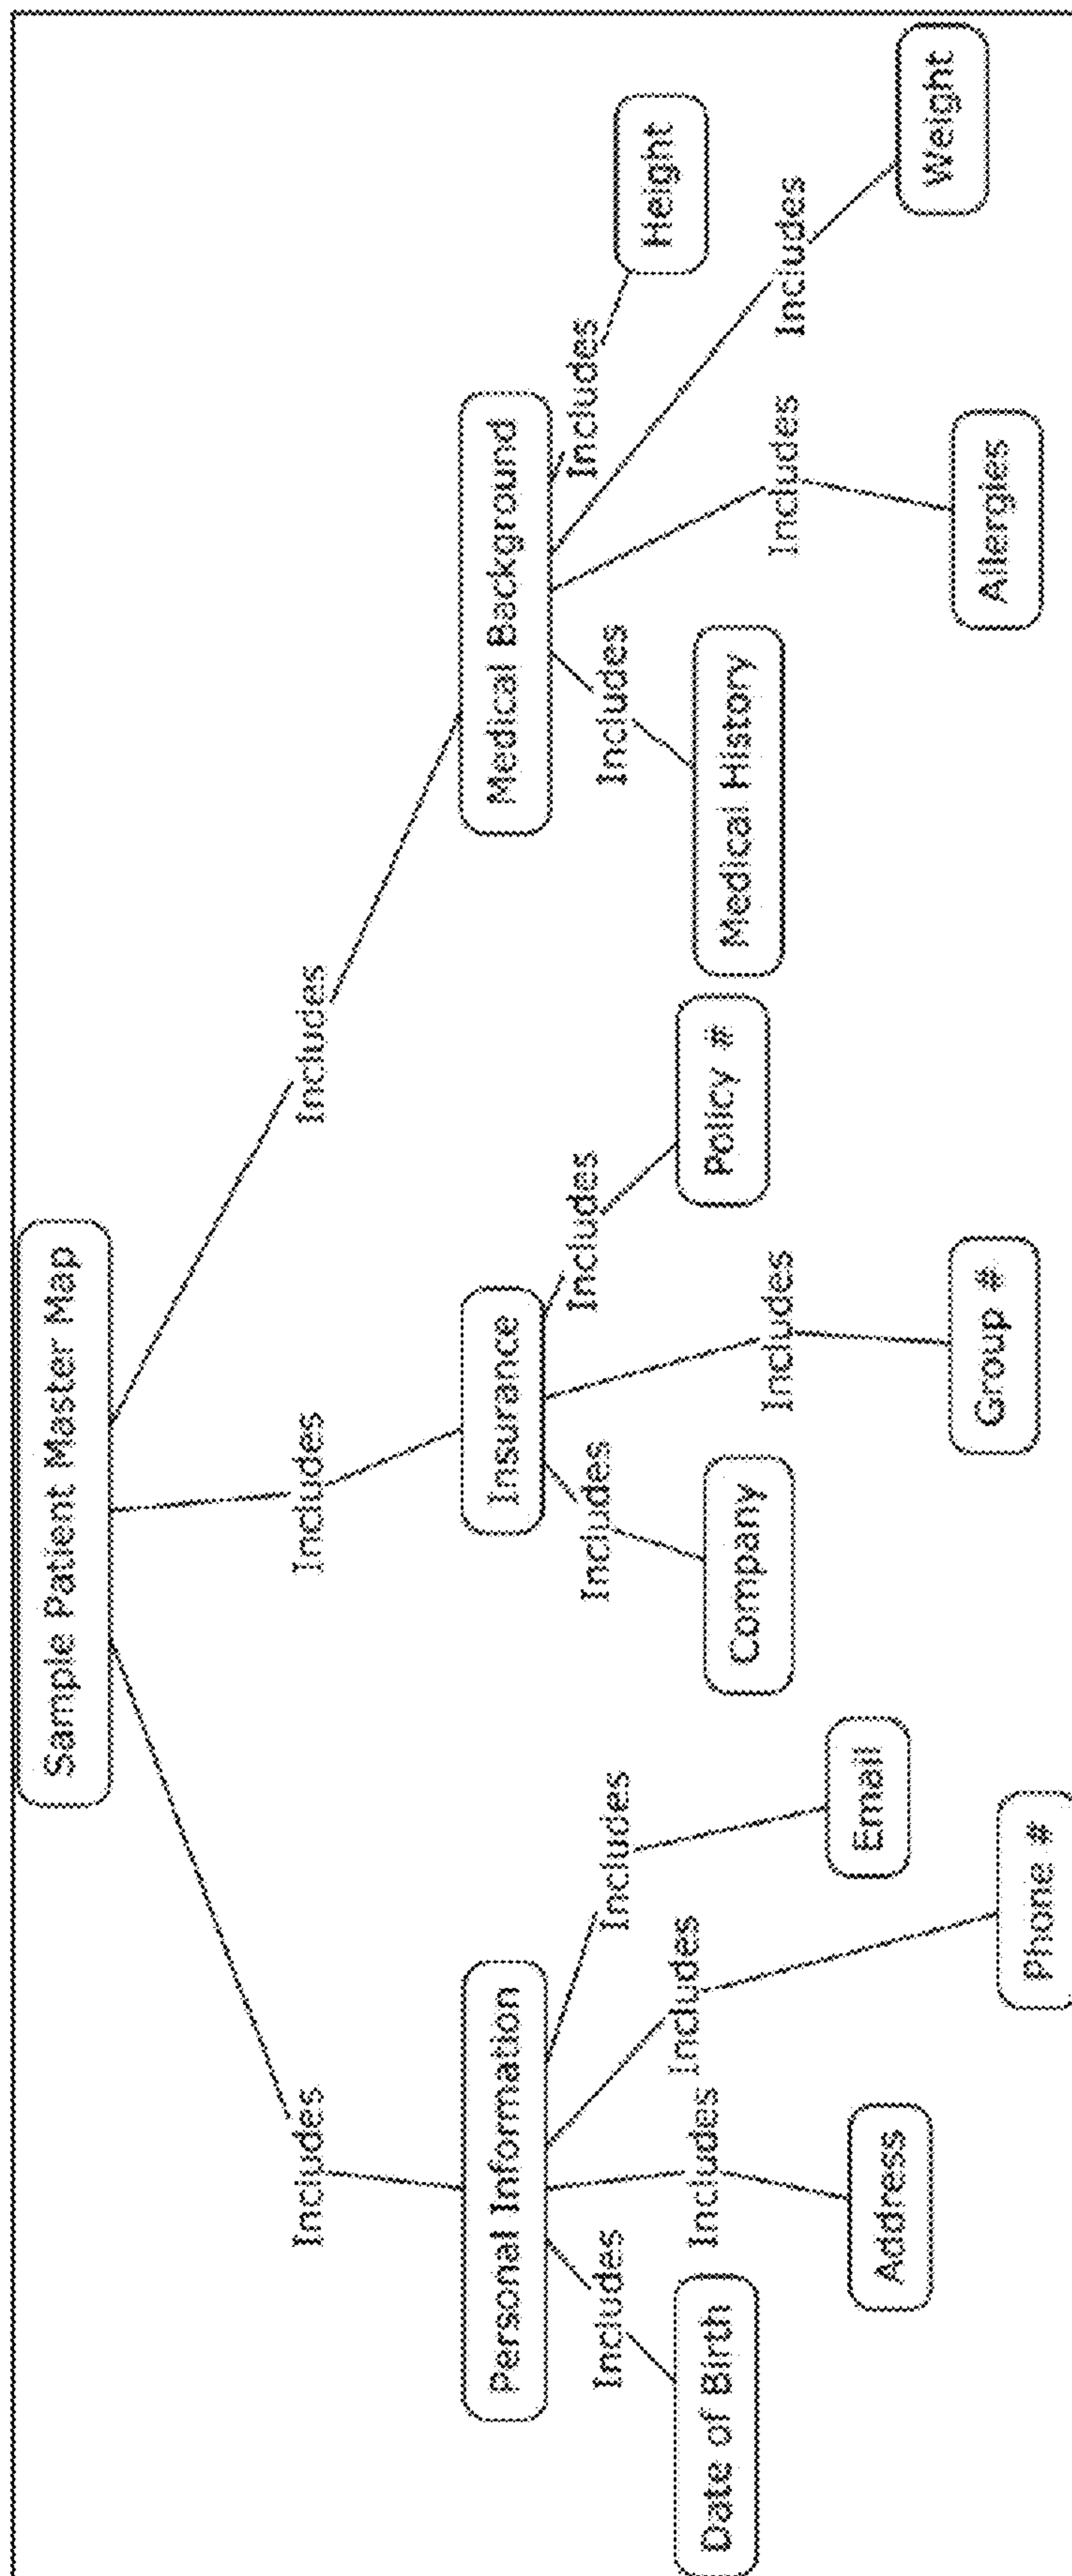 Sample Patient Master Map
Includes
Includes
Includes
Personal Information
Insurance
Medical Background
Includes
Includes
Includes
Includes
Includes
Includes
Includes
Includes
Includes
Includes
Includes
Date of Birth
Address
Phone #
Email
Company
Group #
Policy #
Medical History
Allergies
Weight
Height